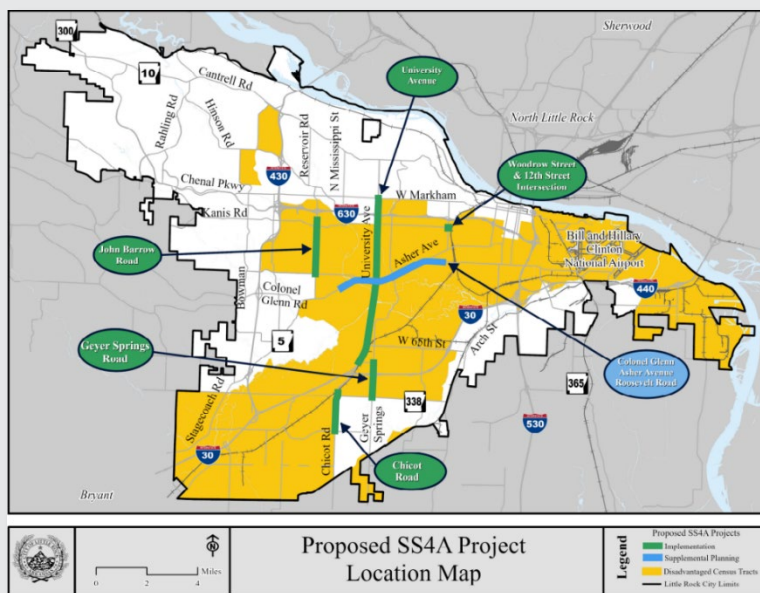 Sherwood
300
10
Cantrell Rd
University
Avenue
North Little Rock
Rahling Rd
Hinson Rd
Reservoir Rd
N Mississippi St
Woodrow Street
& 12th Street
Intersection
430
Chenal Pkwy
W Markham
Kanis Rd
630
John Barrow
Road
University Ave
Asher Ave
Bill and Hillary
Clinton
National Airport
440
Bowman
Colonel
Glenn Rd
30
5
Arch St
W 65th St
Geyer Springs
Road
Colonel Glenn
Asher Avenue
Roosevelt Road
365
Stagecoach Rd
338
530
30
Chicot Rd
Geyer
Springs
Chicot
Road
Bryant
N
0 2 4
Miles
Proposed SS4A Project
Location Map
Legend
Proposed SS4A Projects
Implementation
Supplemental Planning
Disadvantaged Census Tracts
Little Rock City Limits